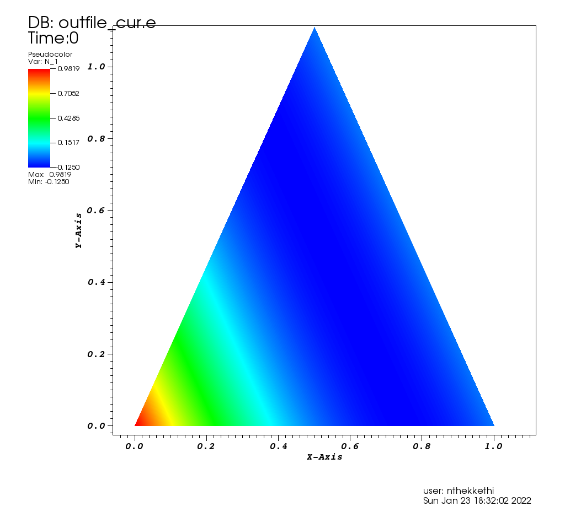 DB: outfile_cur.e
Time:0
Pseudocolor
Var: N_1
0.9819
0.7052
0.4285
0.1517
-0.1250
Max: 0.9819
Min: -0.1250
1.0
0.8
0.6
0.4
0.2
0.0
Y-Axis
0.0 0.2 0.4 0.6 0.8 1.0
X-Axis
user: nthekkethi
Sun Jan 23 18:32:02 2022